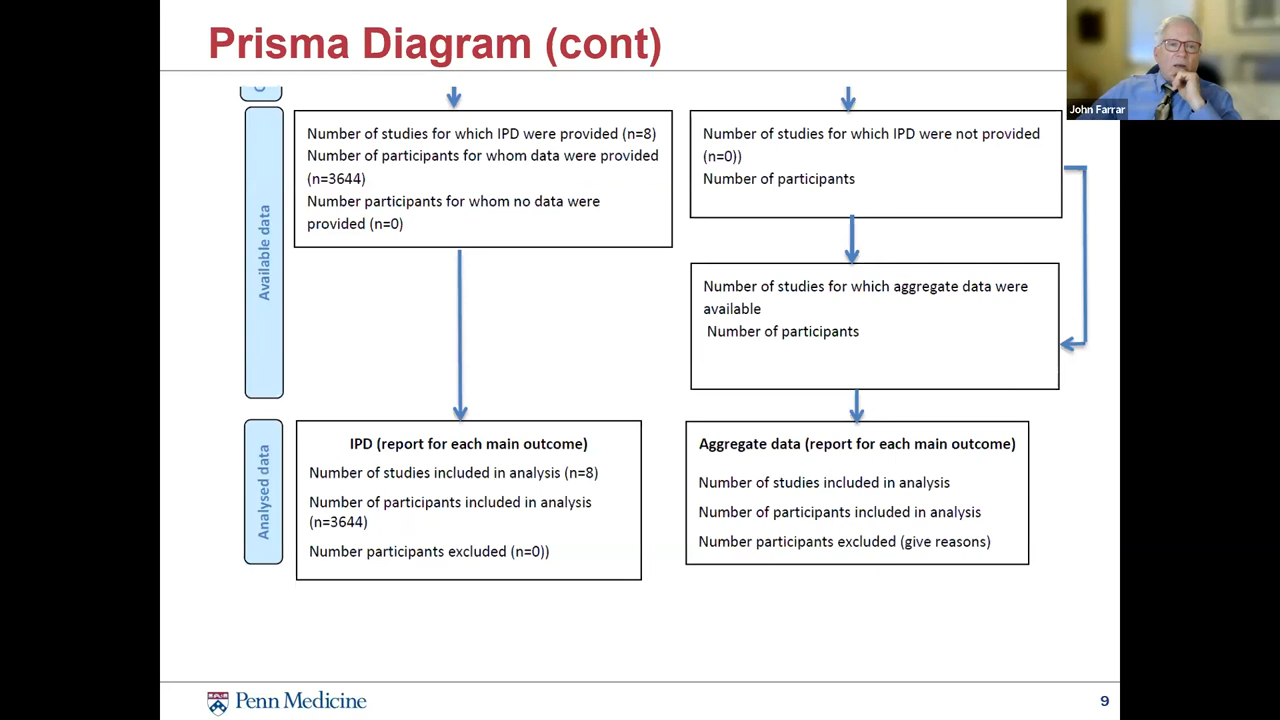 Prisma Diagram (cont)
John Farrar
Available data
Number of studies for which IPD were provided (n=8)
Number of participants for whom data were provided
(n=3644)
Number participants for whom no data were
provided (n=0)
Number of studies for which IPD were not provided
(n=0))
Number of participants
Number of studies for which aggregate data were
available
Number of participants
Analysed data
IPD (report for each main outcome)
Number of studies included in analysis (n=8)
Number of participants included in analysis
(n=3644)
Number participants excluded (n=0))
Aggregate data (report for each main outcome)
Number of studies included in analysis
Number of participants included in analysis
Number participants excluded (give reasons)
Penn Medicine
9